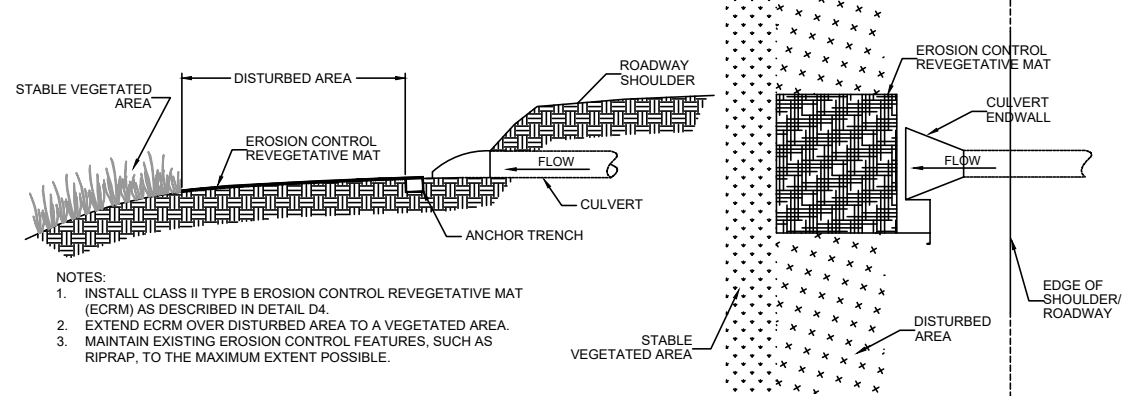 STABLE VEGETATED
AREA
DISTURBED AREA
EROSION CONTROL
REVEGETATIVE MAT
ROADWAY
SHOULDER
FLOW
CULVERT
ANCHOR TRENCH
NOTES:
1. INSTALL CLASS II TYPE B EROSION CONTROL REVEGETATIVE MAT
(ECRM) AS DESCRIBED IN DETAIL D4.
2. EXTEND ECRM OVER DISTURBED AREA TO A VEGETATED AREA.
3. MAINTAIN EXISTING EROSION CONTROL FEATURES, SUCH AS
RIPRAP, TO THE MAXIMUM EXTENT POSSIBLE.
EROSION CONTROL
REVEGETATIVE MAT
CULVERT
ENDWALL
FLOW
EDGE OF
SHOULDER/
ROADWAY
DISTURBED
AREA
STABLE
VEGETATED AREA